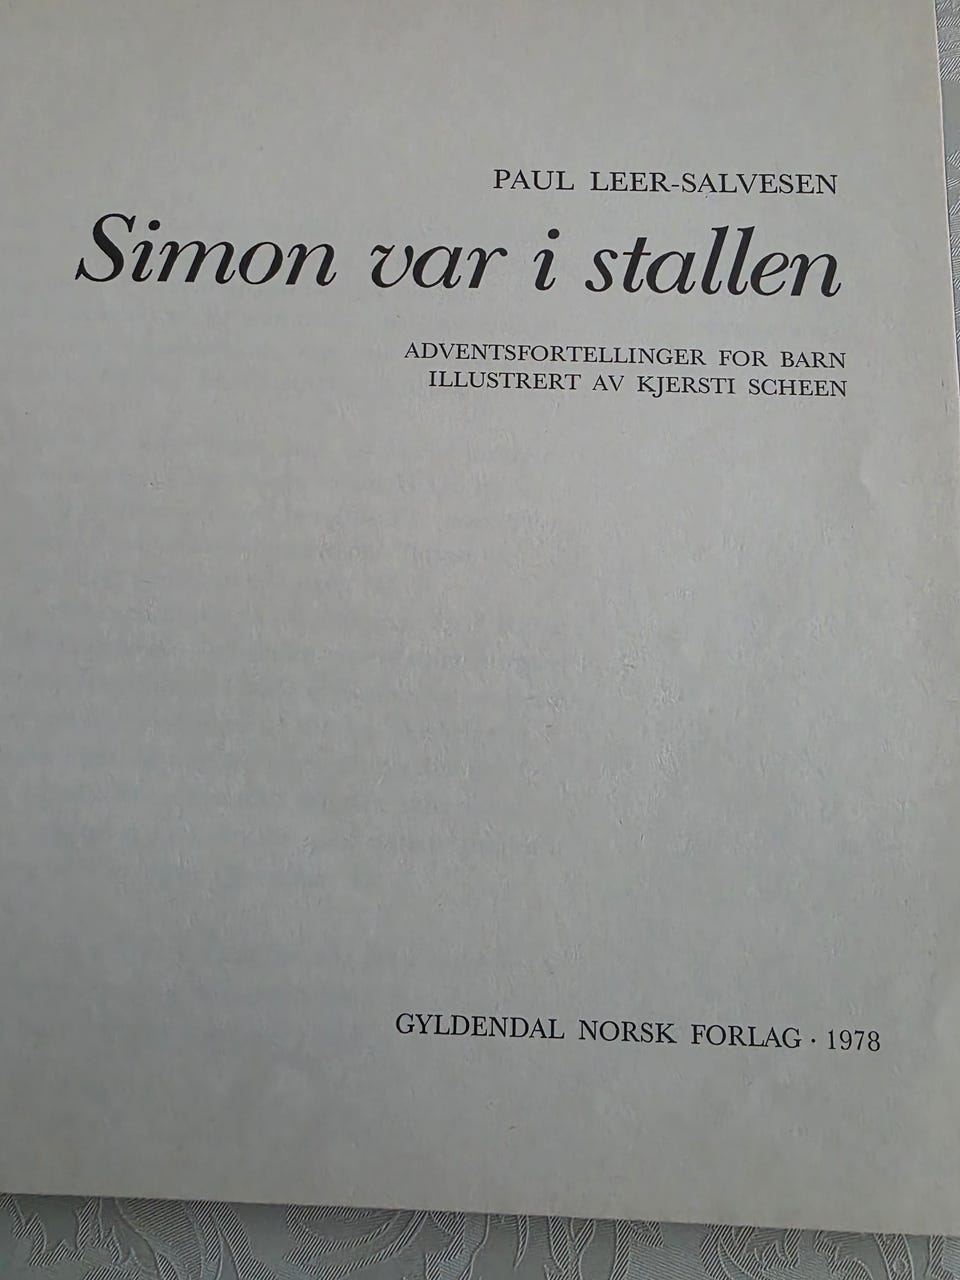 PAUL LEER-SALVESEN
Simon var i stallen
ADVENTSFORTELLINGER FOR BARN
ILLUSTRERT AV KJERSTI SCHEEN
GYLDENDAL NORSK FORLAG · 1978